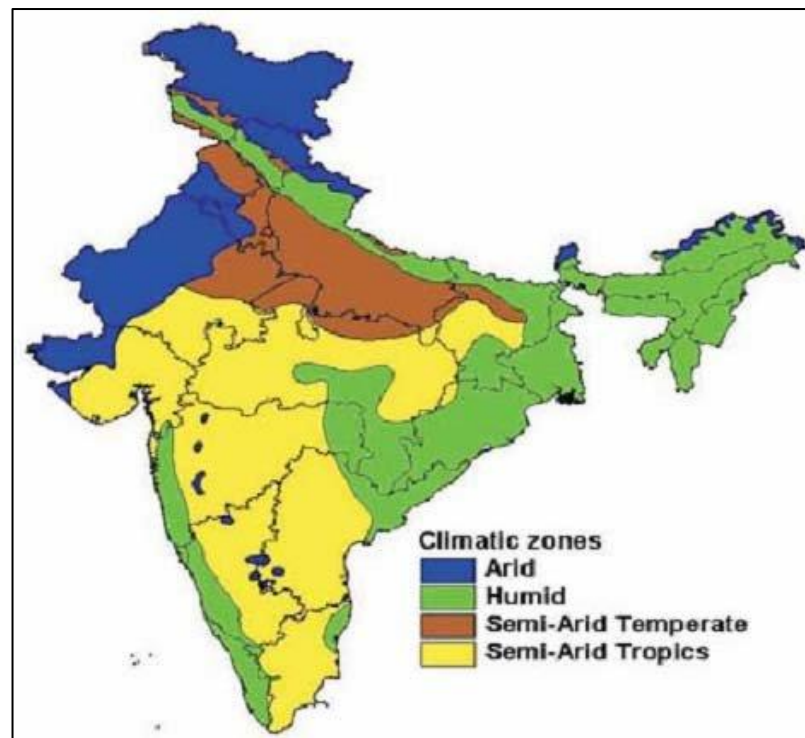 Climatic zones
Arid
Humid
Semi-Arid Temperate
Semi-Arid Tropics